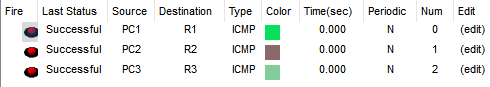 Fire Last Status Source Destination Type Color Time(sec) Periodic Num Edit
Successful PC1 R1 ICMP 0.000 N 0 (edit)
Successful PC2 R2 ICMP 0.000 N 1 (edit)
Successful PC3 R3 ICMP 0.000 N 2 (edit)